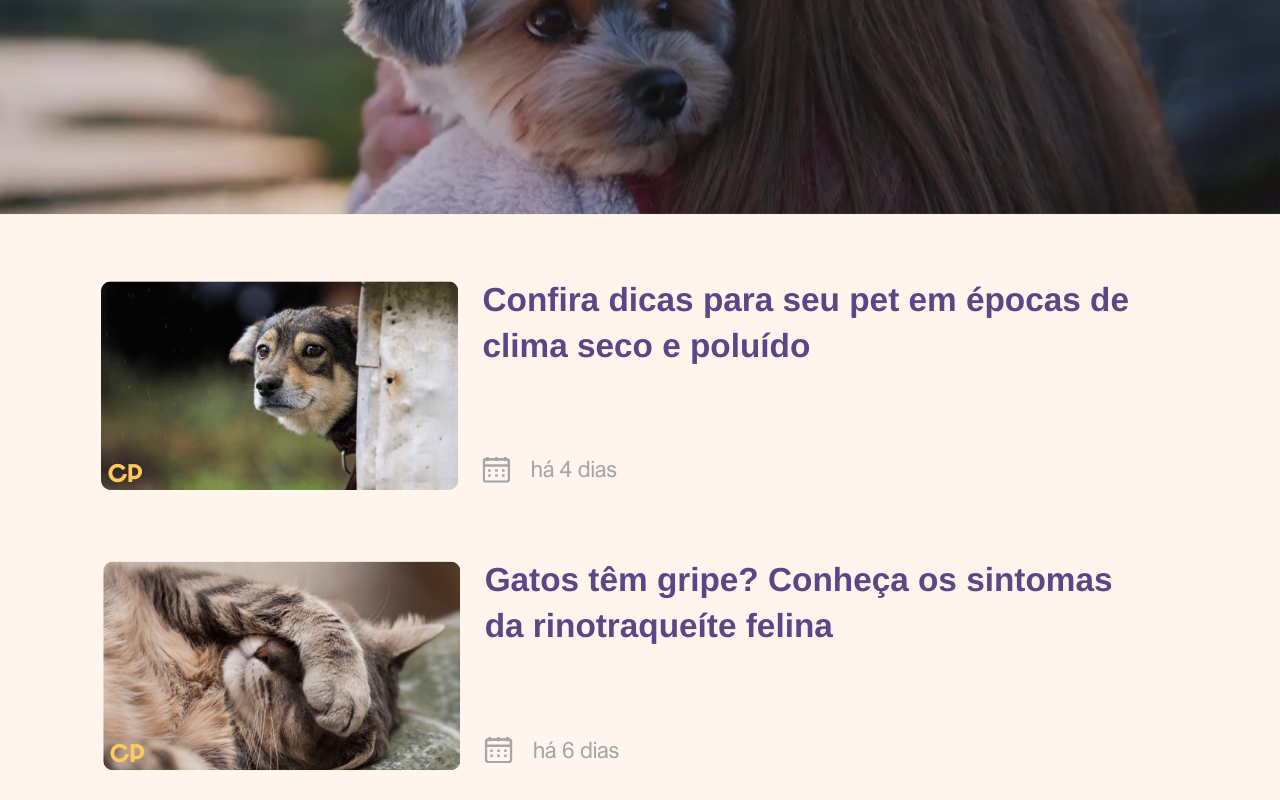 Confira dicas para seu pet em épocas de
clima seco e poluído
CP
há 4 dias
Gatos têm gripe? Conheça os sintomas
da rinotraqueíte felina
CP
há 6 dias